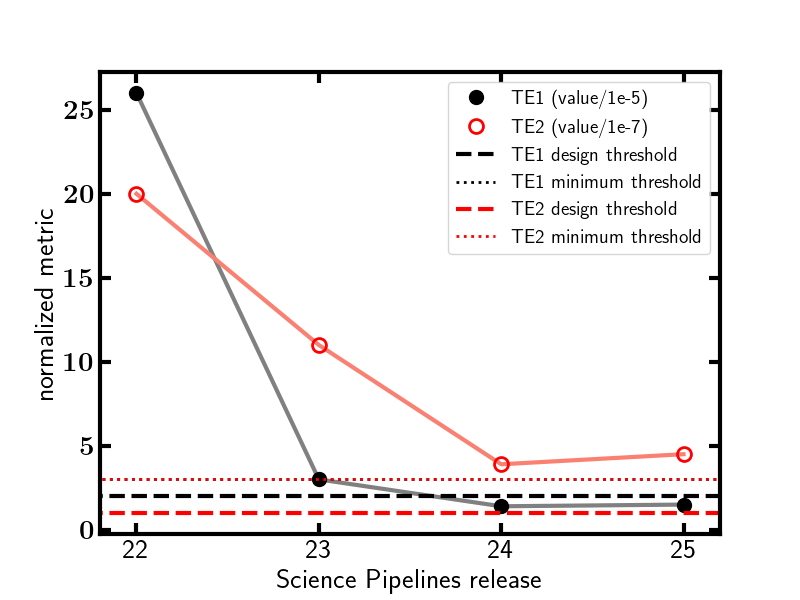 TE1 (value/1e-5)
TE2 (value/1e-7)
TE1 design threshold
TE1 minimum threshold
TE2 design threshold
TE2 minimum threshold
normalized metric
25
20
15
10
5
0
22 23 24 25
Science Pipelines release